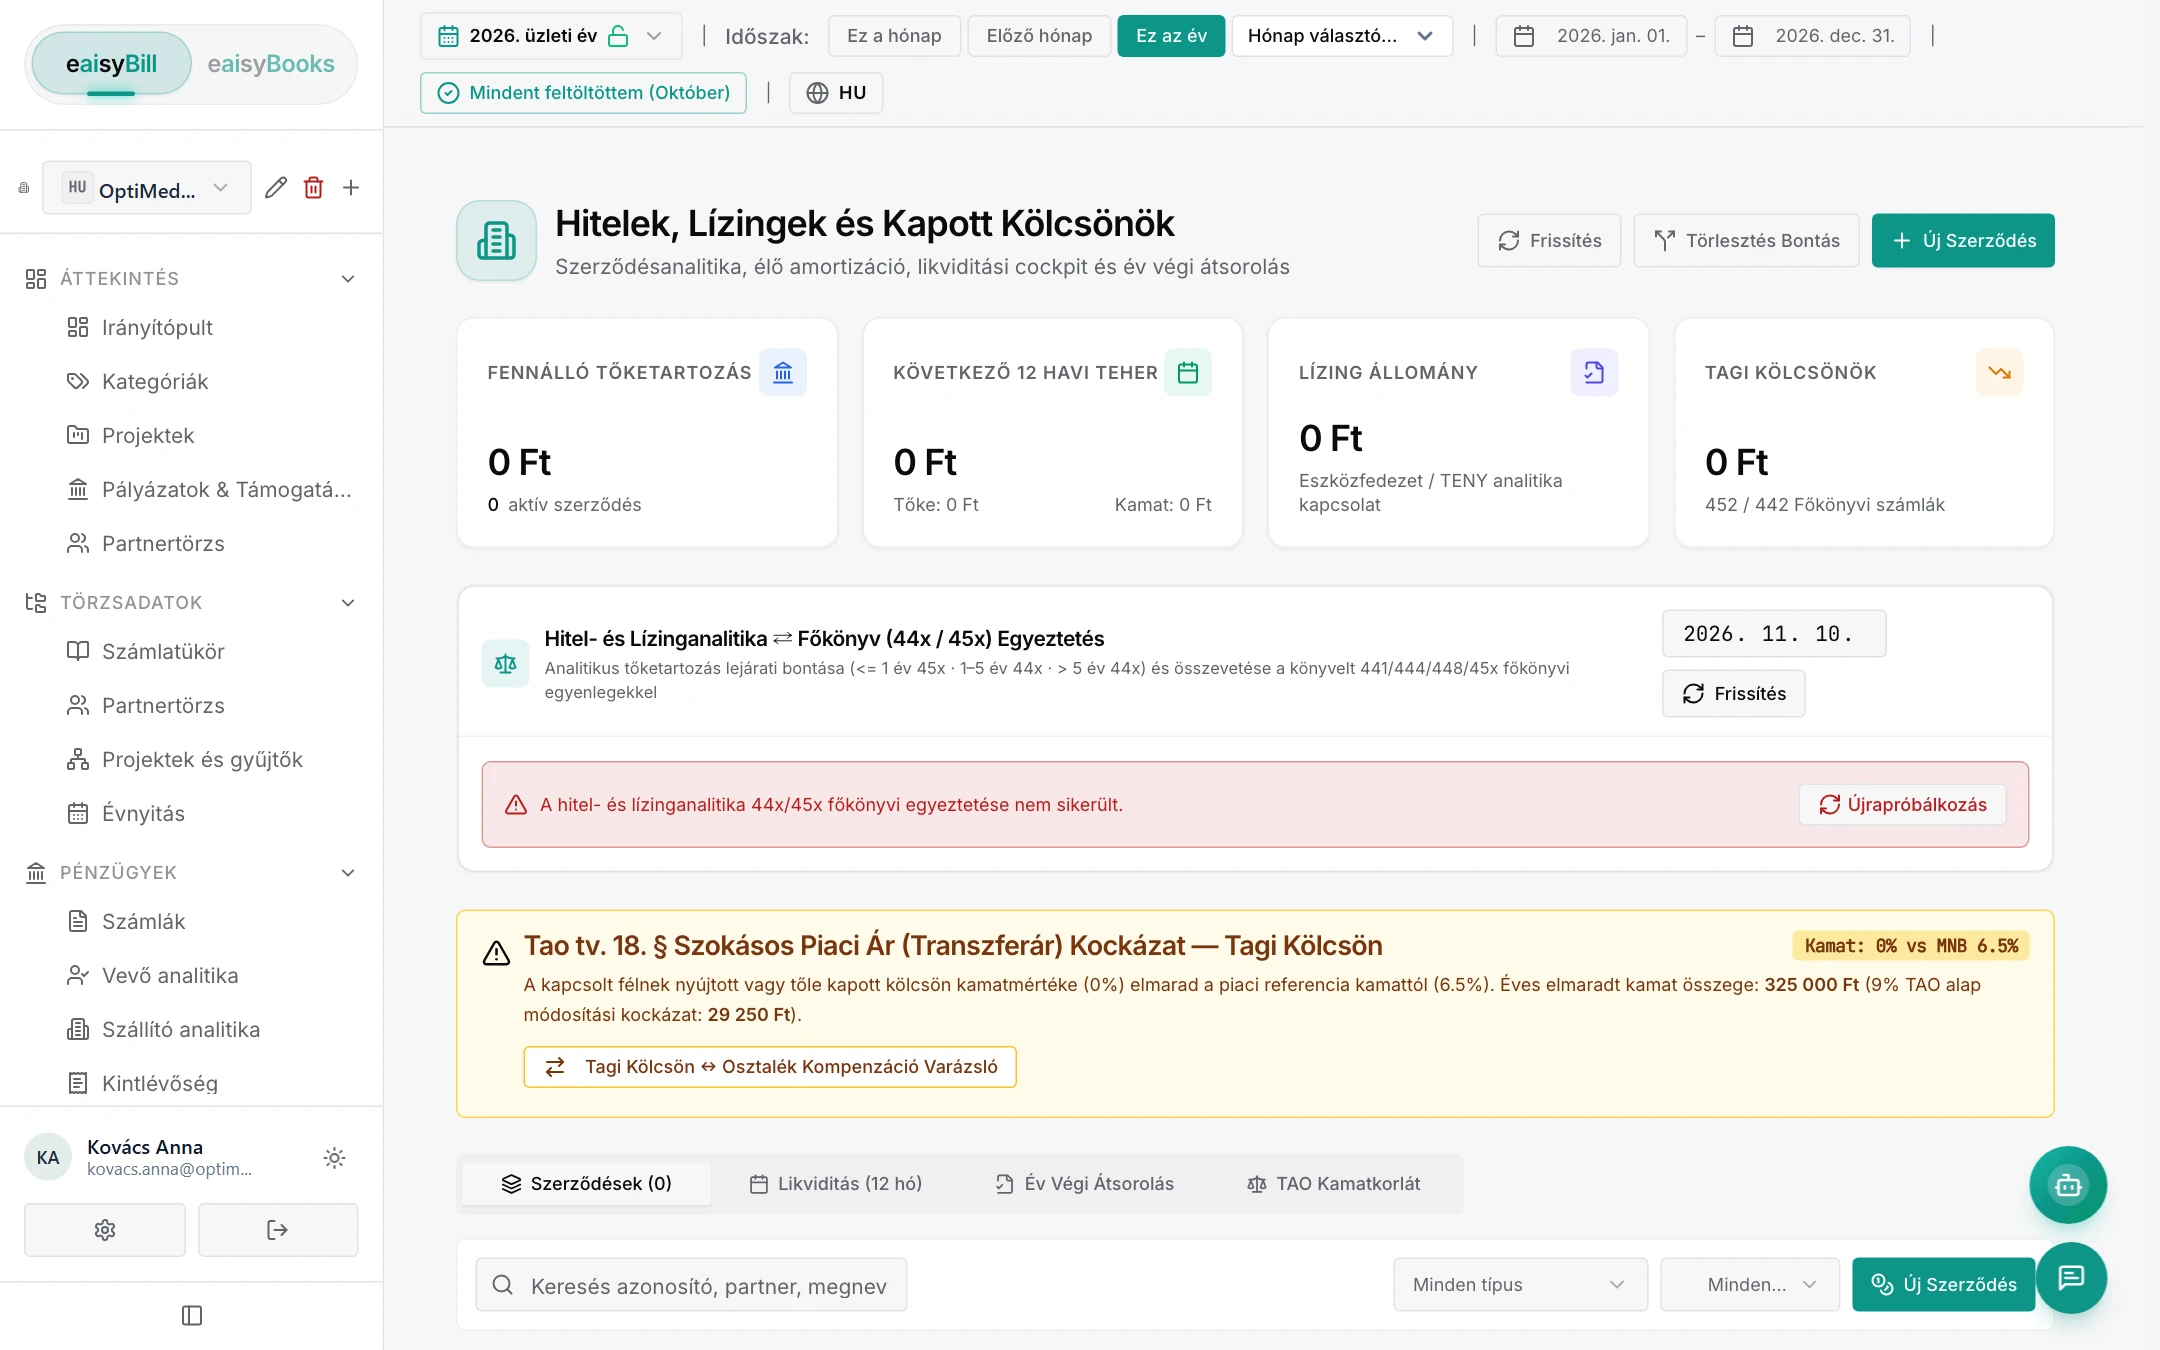 eaisyBill eaisyBooks
HU OptiMed...
ÁTTEKINTÉS
Irányítópult
Kategóriák
Projektek
Pályázatok & Támogatá...
Partnertörzs
TÖRZSADATOK
Számlatükör
Partnertörzs
Projektek és gyűjtők
Évnyitás
PÉNZÜGYEK
Számlák
Vevő analitika
Szállító analitika
Kintlévőség
KA Kovács Anna
kovacs.anna@optim...
2026. üzleti év | Időszak: Ez a hónap Előző hónap Ez az év Hónap választó... | 2026. jan. 01. – 2026. dec. 31. |
Mindent feltöltöttem (Október) | HU
Hitelek, Lízingek és Kapott Kölcsönök
Szerződésanalitika, élő amortizáció, likviditási cockpit és év végi átsorolás
Frissítés Törlesztés Bontás Új Szerződés
FENNÁLLÓ TŐKETARTOZÁS
0 Ft
0 aktív szerződés
KÖVETKEZŐ 12 HAVI TEHER
0 Ft
Tőke: 0 Ft Kamat: 0 Ft
LÍZING ÁLLOMÁNY
0 Ft
Eszközfedezet / TENY analitika
kapcsolat
TAGI KÖLCSÖNÖK
0 Ft
452 / 442 Főkönyvi számlák
Hitel- és Lízinganalitika ⇄ Főkönyv (44x / 45x) Egyeztetés
Analitikus tőketartozás lejárati bontása (<= 1 év 45x · 1–5 év 44x · > 5 év 44x) és összevetése a könyvelt 441/444/448/45x főkönyvi
egyenlegekkel
2026. 11. 10.
Frissítés
A hitel- és lízinganalitika 44x/45x főkönyvi egyeztetése nem sikerült.
Újrapróbálkozás
Tao tv. 18. § Szokásos Piaci Ár (Transzferár) Kockázat — Tagi Kölcsön
Kamat: 0% vs MNB 6.5%
A kapcsolt félnek nyújtott vagy tőle kapott kölcsön kamatmértéke (0%) elmarad a piaci referencia kamattól (6.5%). Éves elmaradt kamat összege: 325 000 Ft (9% TAO alap
módosítási kockázat: 29 250 Ft).
Tagi Kölcsön ↔ Osztalék Kompenzáció Varázsló
Szerződések (0) Likviditás (12 hó) Év Végi Átsorolás TAO Kamatkorlát
Keresés azonosító, partner, megnev
Minden típus Minden... Új Szerződés